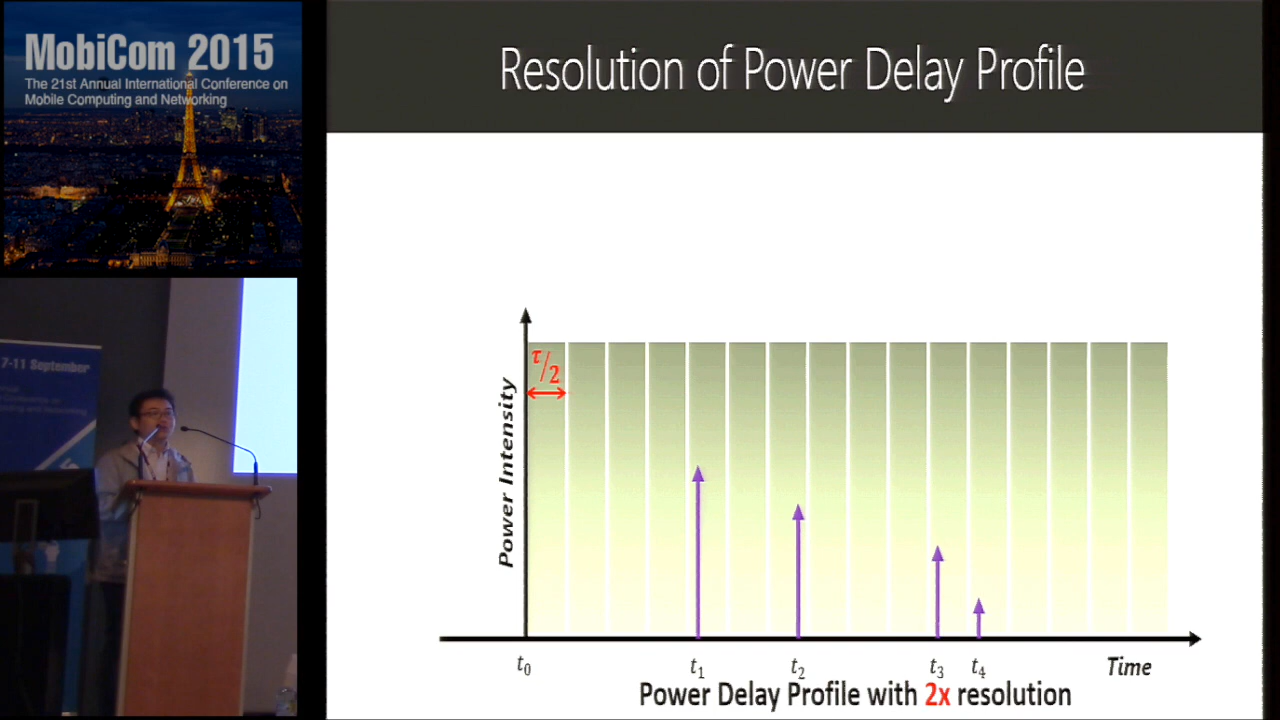 MobiCom 2015
The 21st Annual International Conference on
Mobile Computing and Networking
7-11 September
Resolution of Power Delay Profile
τ/2
Power Intensity
t0
t1
t2
t3
t4
Time
Power Delay Profile with 2x resolution